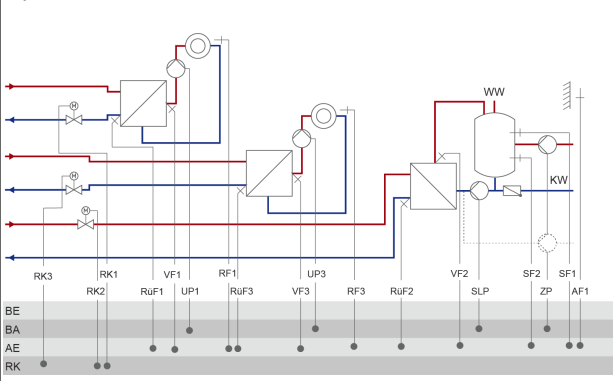 M
M
M
WW
KW
RK3
RK1
VF1
RF1
UP3
VF2
SF2
SF1
RK2
RüF1
UP1
RüF3
VF3
RF3
RüF2
SLP
ZP
AF1
BE
BA
AE
RK